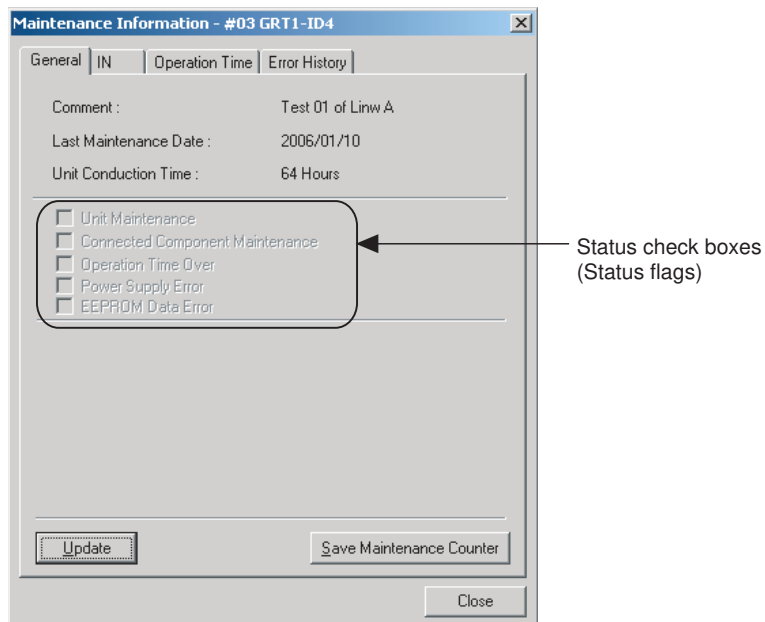 Maintenance Information - #03 GRT1-ID4
General IN Operation Time Error History
Comment : Test 01 of Linw A
Last Maintenance Date : 2006/01/10
Unit Conduction Time : 64 Hours
Unit Maintenance
Connected Component Maintenance
Operation Time Over
Power Supply Error
EEPROM Data Error
Status check boxes
(Status flags)
Update Save Maintenance Counter
Close